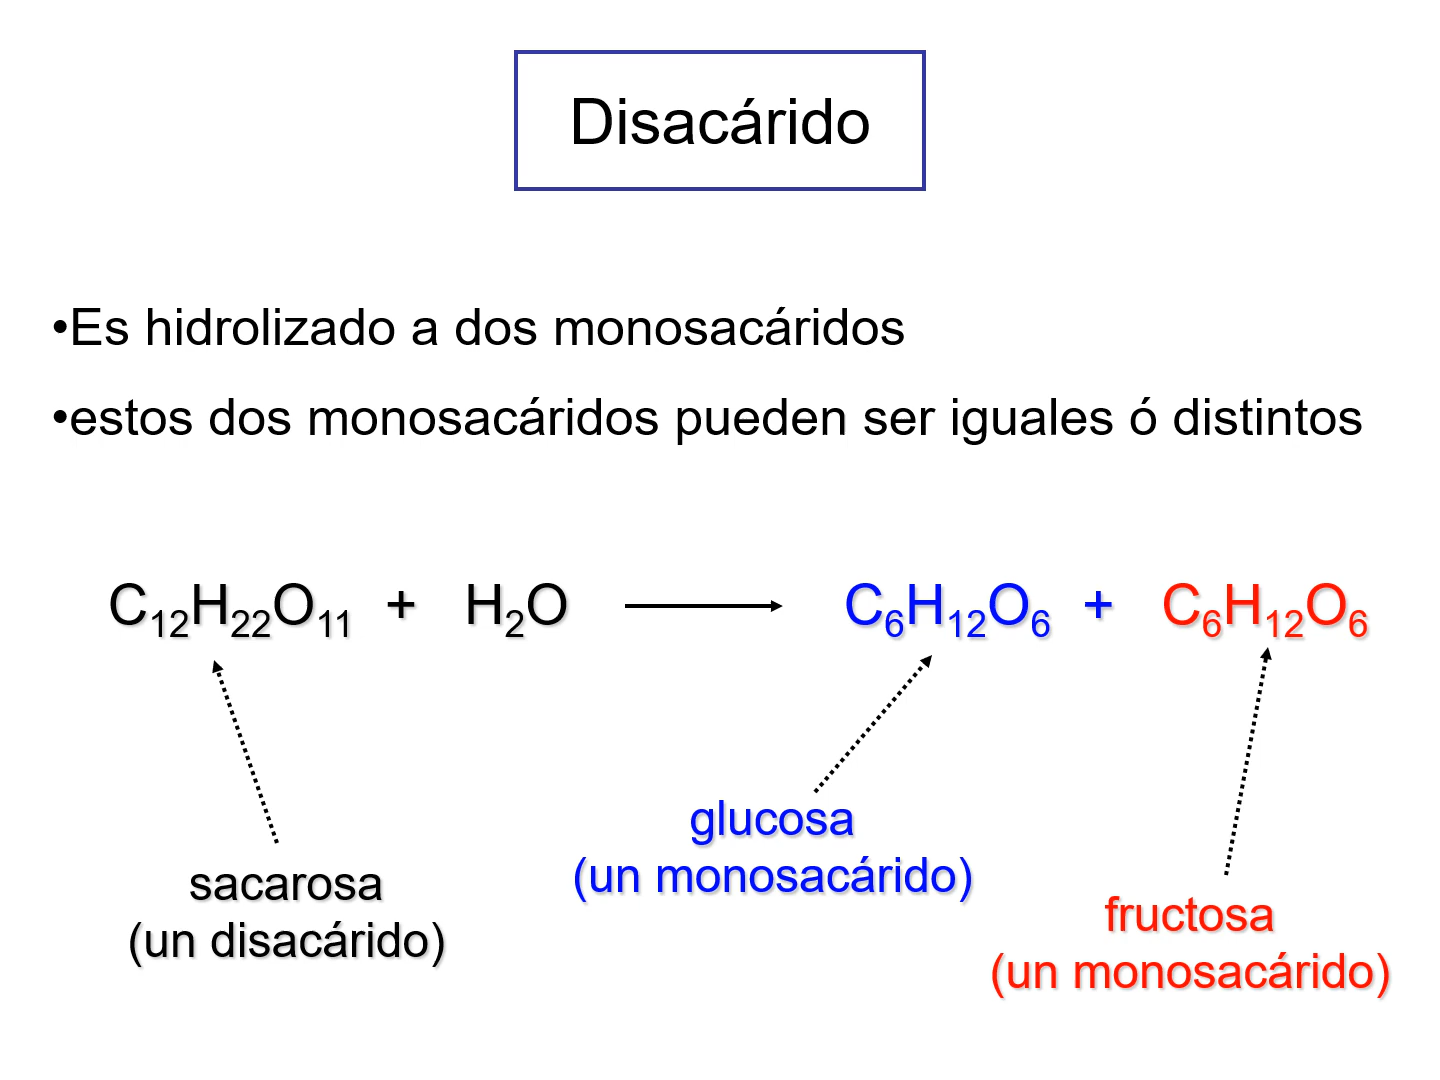 Disacárido
•Es hidrolizado a dos monosacáridos
•estos dos monosacáridos pueden ser iguales ó distintos
C₁₂H₂₂O₁₁ + H₂O → C₆H₁₂O₆ + C₆H₁₂O₆
glucosa
(un monosacárido)
sacarosa
(un disacárido)
fructosa
(un monosacárido)